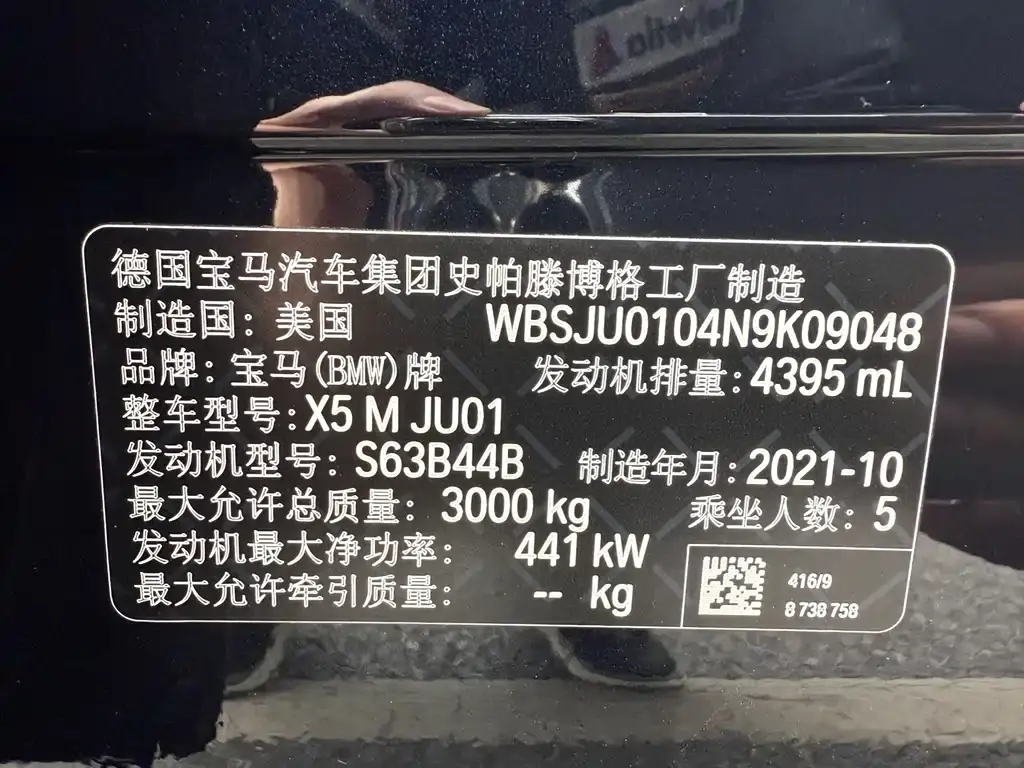 helvetia
德国宝马汽车集团史帕滕博格工厂制造
制造国：美国 WBSJU0104N9K09048
品牌：宝马(BMW)牌 发动机排量：4395 mL
整车型号：X5 M JU01
发动机型号：S63B44B 制造年月：2021-10
最大允许总质量：3000 kg 乘坐人数：5
发动机最大净功率：441 kW
最大允许牵引质量：-- kg
416/9
8 738 758